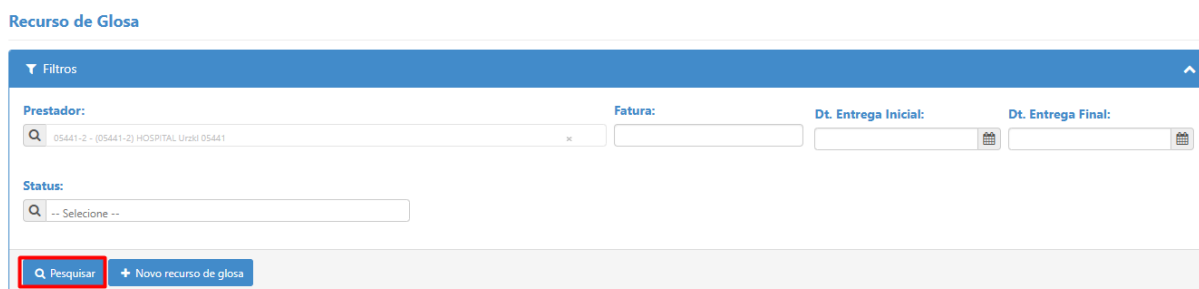 Recurso de Glosa
Filtros
Prestador: Fatura: Dt. Entrega Inicial: Dt. Entrega Final:
05441-2 - (05441-2) HOSPITAL Urzkl 05441 ×
Status:
-- Selecione --
Pesquisar + Novo recurso de glosa